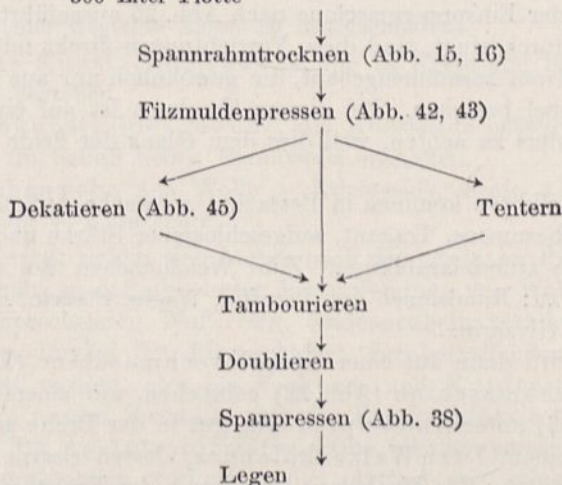 Spannrahmtrocknen (Abb. 15, 16)
Filzmuldenpressen (Abb. 42, 43)
Dekatieren (Abb. 45) Tentern
Tambourieren
Doublieren
Spanpressen (Abb. 38)
Legen